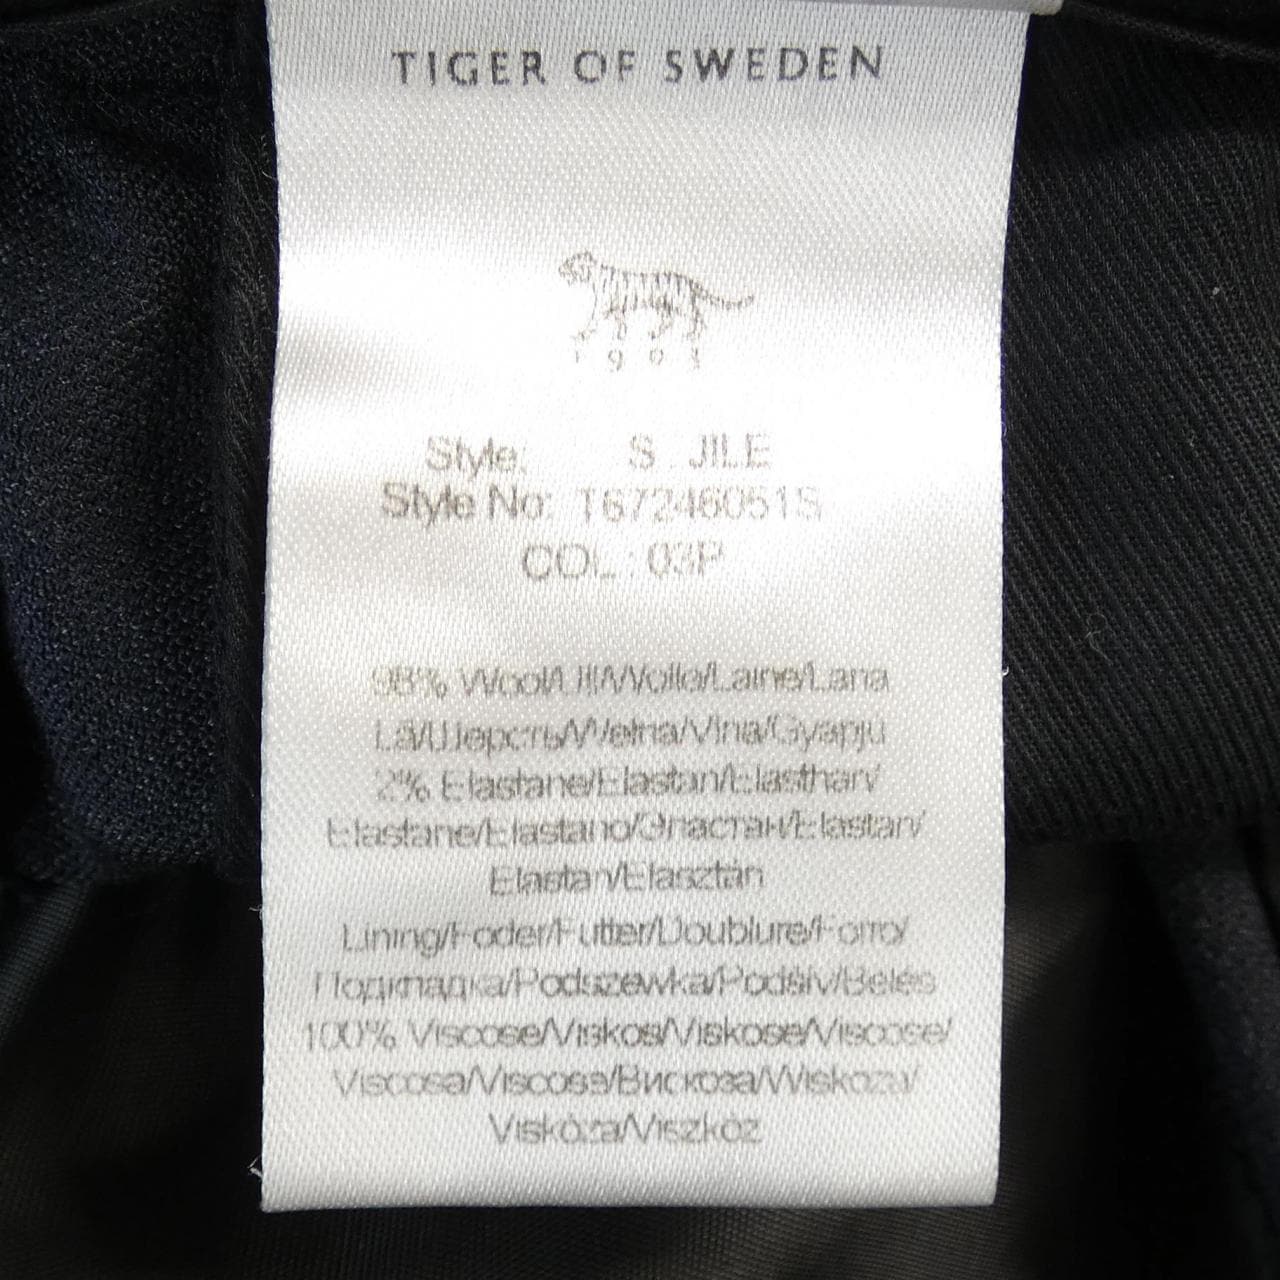 TIGER OF SWEDEN
1903
Style: S. JILE
Style No: T67246051S
COL : 03P
98% Wool/Ull/Wolle/Laine/Lana
Lã/Шерсть/Wełna/Vlna/Gyapjú
2% Elastane/Elastan/Elasthan/
Elastane/Elastano/Эластан/Elastan/
Elastan/Elasztán
Lining/Foder/Futter/Doublure/Forro/
Подкладка/Podszewka/Podšiv/Bélés
100% Viscose/Viskos/Viskose/Viscose/
Viscosa/Viscose/Вискоза/Wiskoza/
Viskóza/Viszkóz